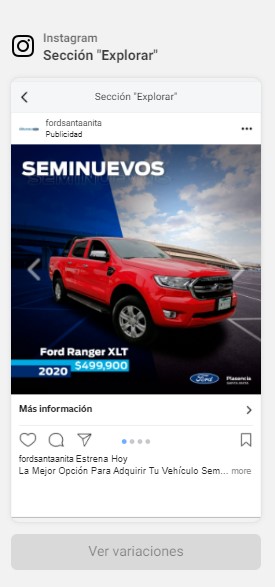 Instagram
Sección "Explorar"
Sección "Explorar"
fordsantaanita
Publicidad
SEMINUEVOS
Ford Ranger XLT
2020 $499,900
Ford Plasencia
Más información
fordsantaanita Estrena Hoy
La Mejor Opción Para Adquirir Tu Vehículo Sem... more
Ver variaciones